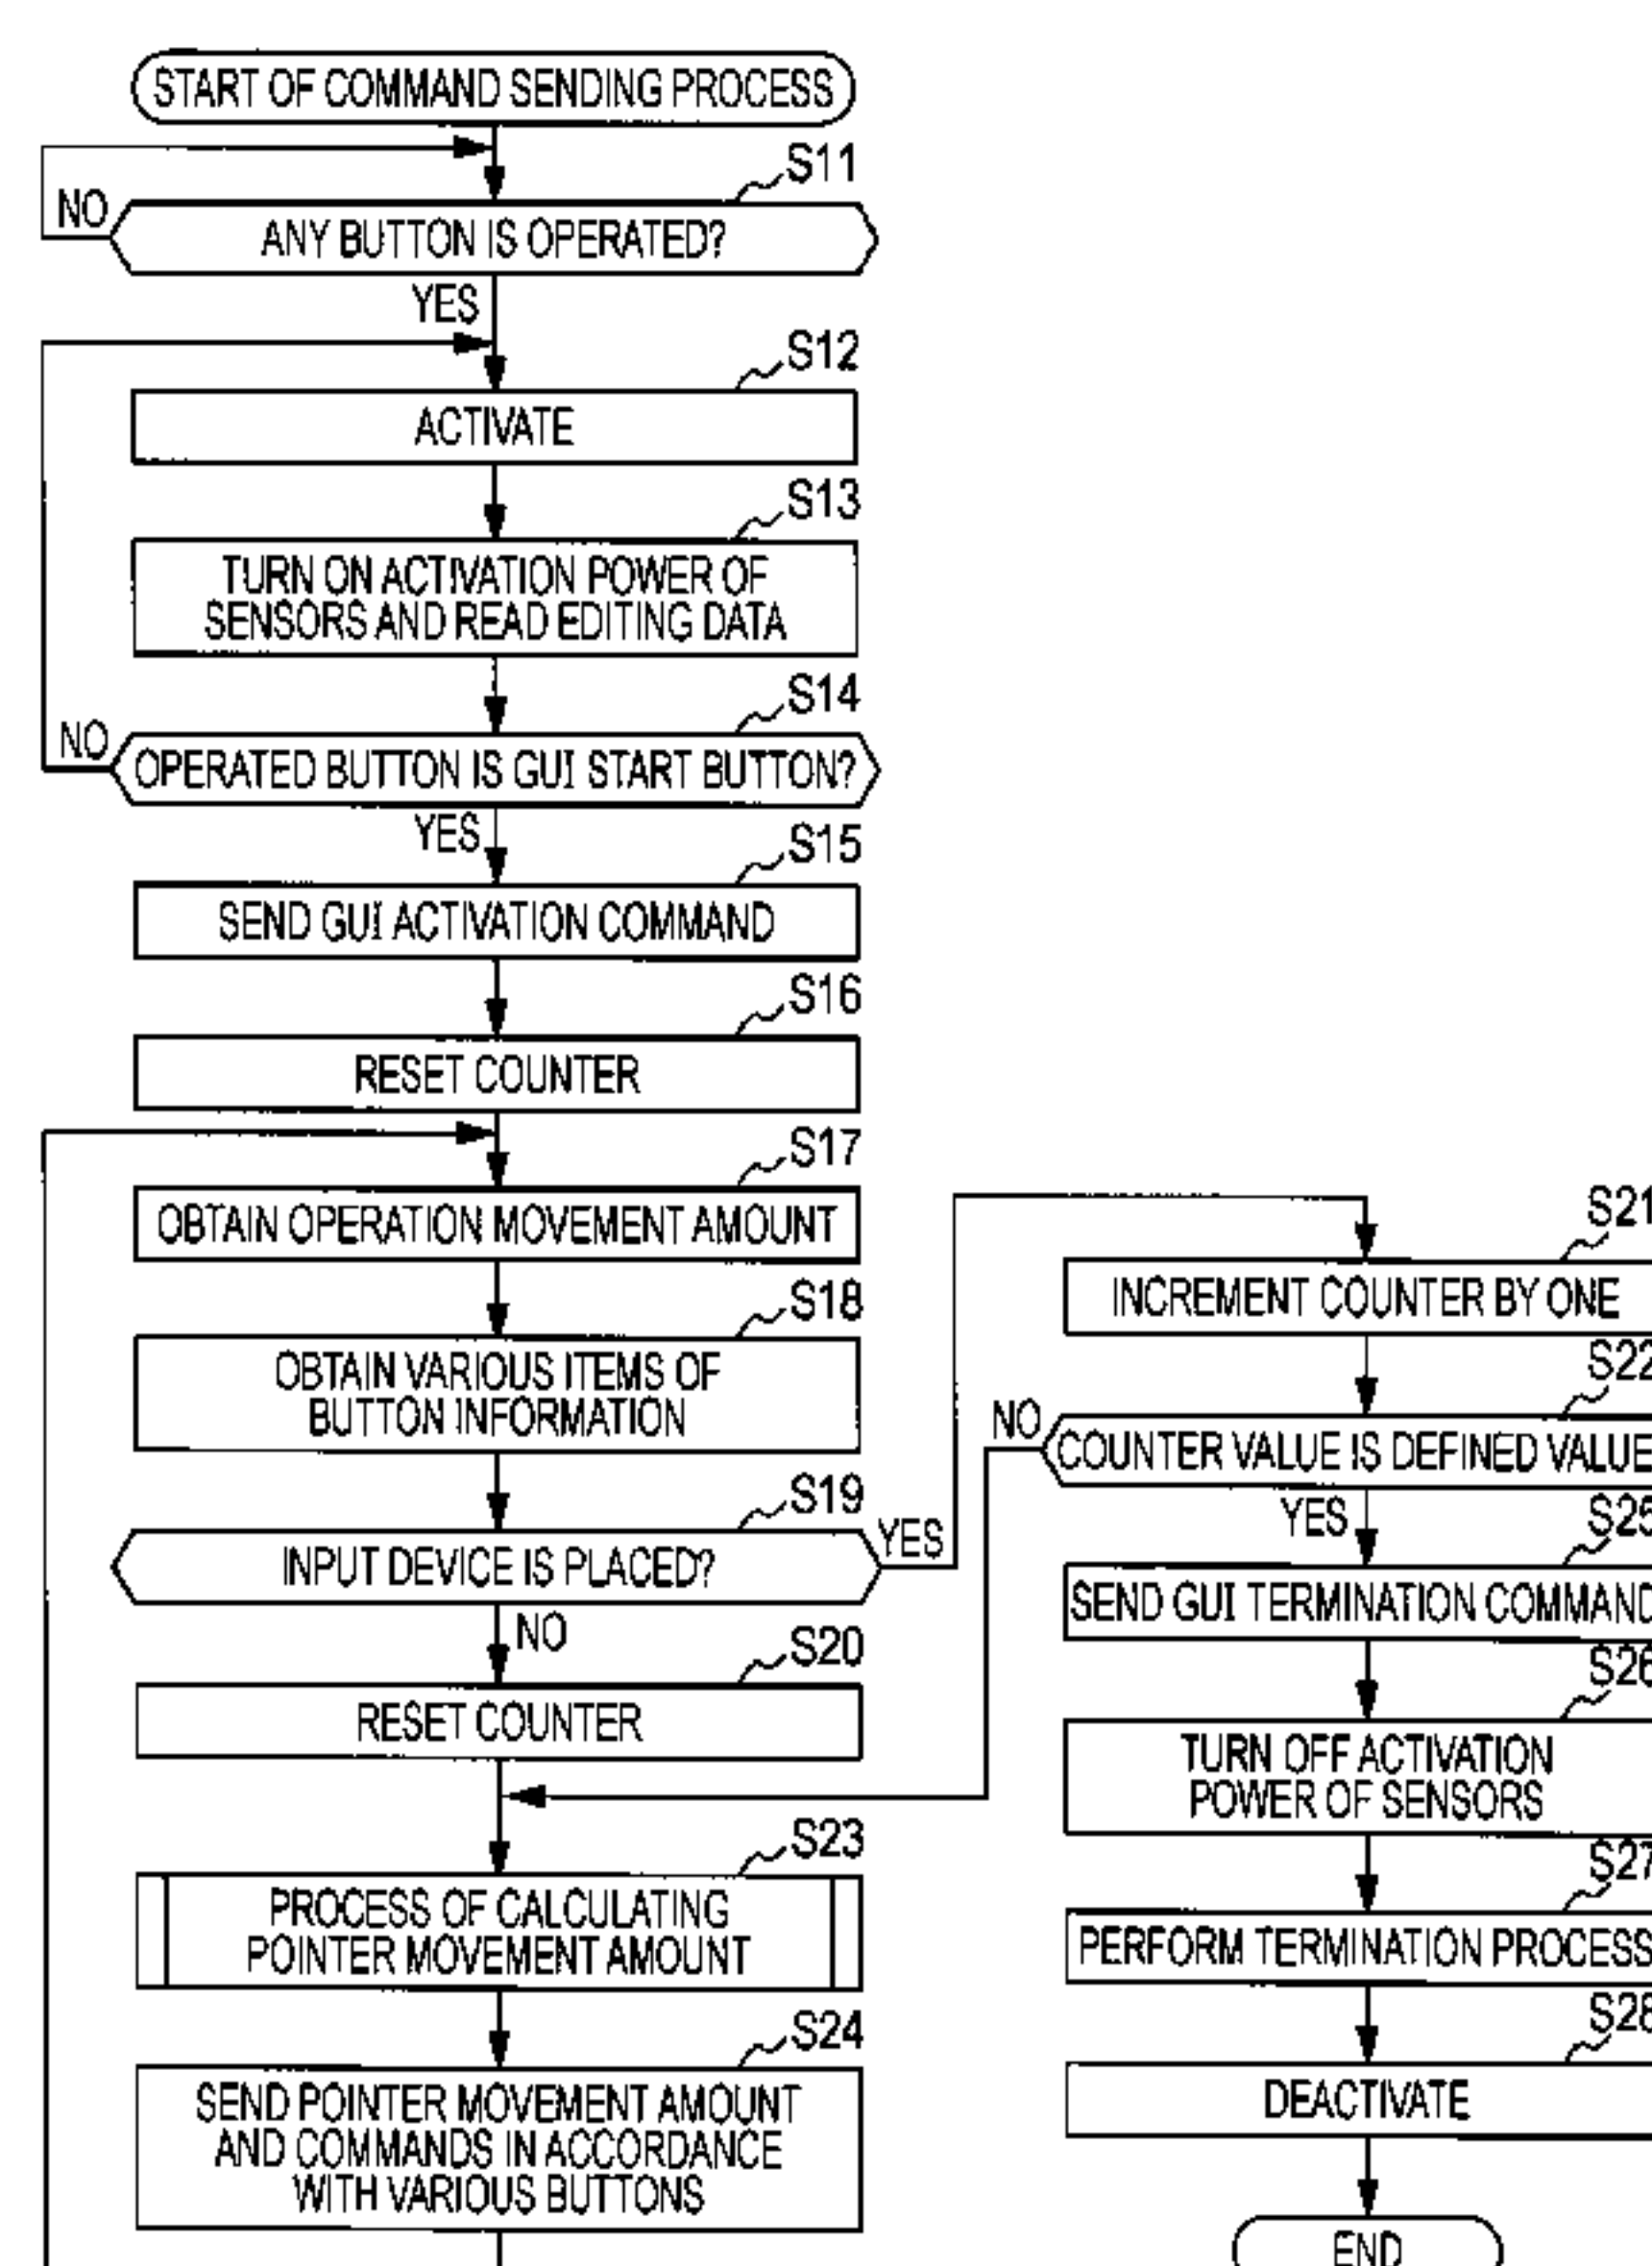 START OF COMMAND SENDING PROCESS
S11
NO
ANY BUTTON IS OPERATED?
YES
S12
ACTIVATE
S13
TURN ON ACTIVATION POWER OF
SENSORS AND READ EDITING DATA
S14
NO
OPERATED BUTTON IS GUI START BUTTON?
YES
S15
SEND GUI ACTIVATION COMMAND
S16
RESET COUNTER
S17
OBTAIN OPERATION MOVEMENT AMOUNT
S18
OBTAIN VARIOUS ITEMS OF
BUTTON INFORMATION
S19
INPUT DEVICE IS PLACED?
YES
NO
S20
RESET COUNTER
S23
PROCESS OF CALCULATING
POINTER MOVEMENT AMOUNT
S24
SEND POINTER MOVEMENT AMOUNT
AND COMMANDS IN ACCORDANCE
WITH VARIOUS BUTTONS
S21
INCREMENT COUNTER BY ONE
S22
NO
COUNTER VALUE IS DEFINED VALUE
YES
S25
SEND GUI TERMINATION COMMAND
S26
TURN OFF ACTIVATION
POWER OF SENSORS
S27
PERFORM TERMINATION PROCESS
S28
DEACTIVATE
END